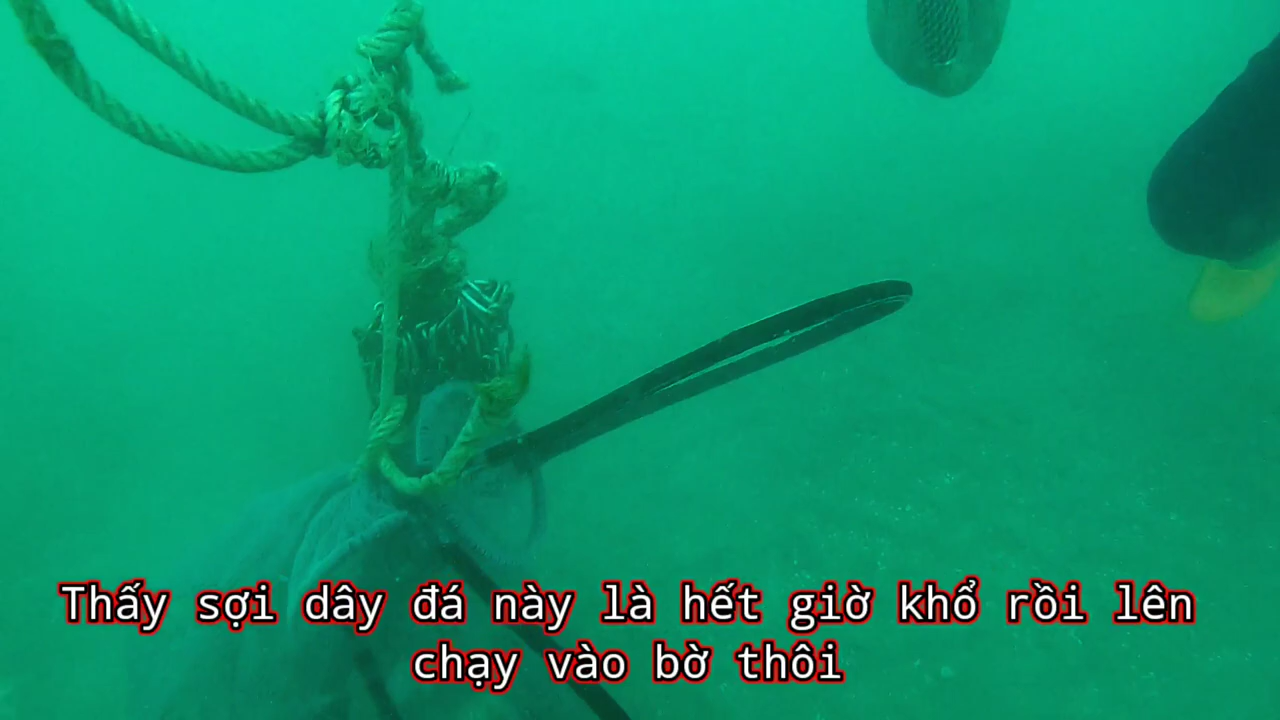 Thấy sợi dây đá này là hết giờ khổ rồi lên
chạy vào bờ thôi